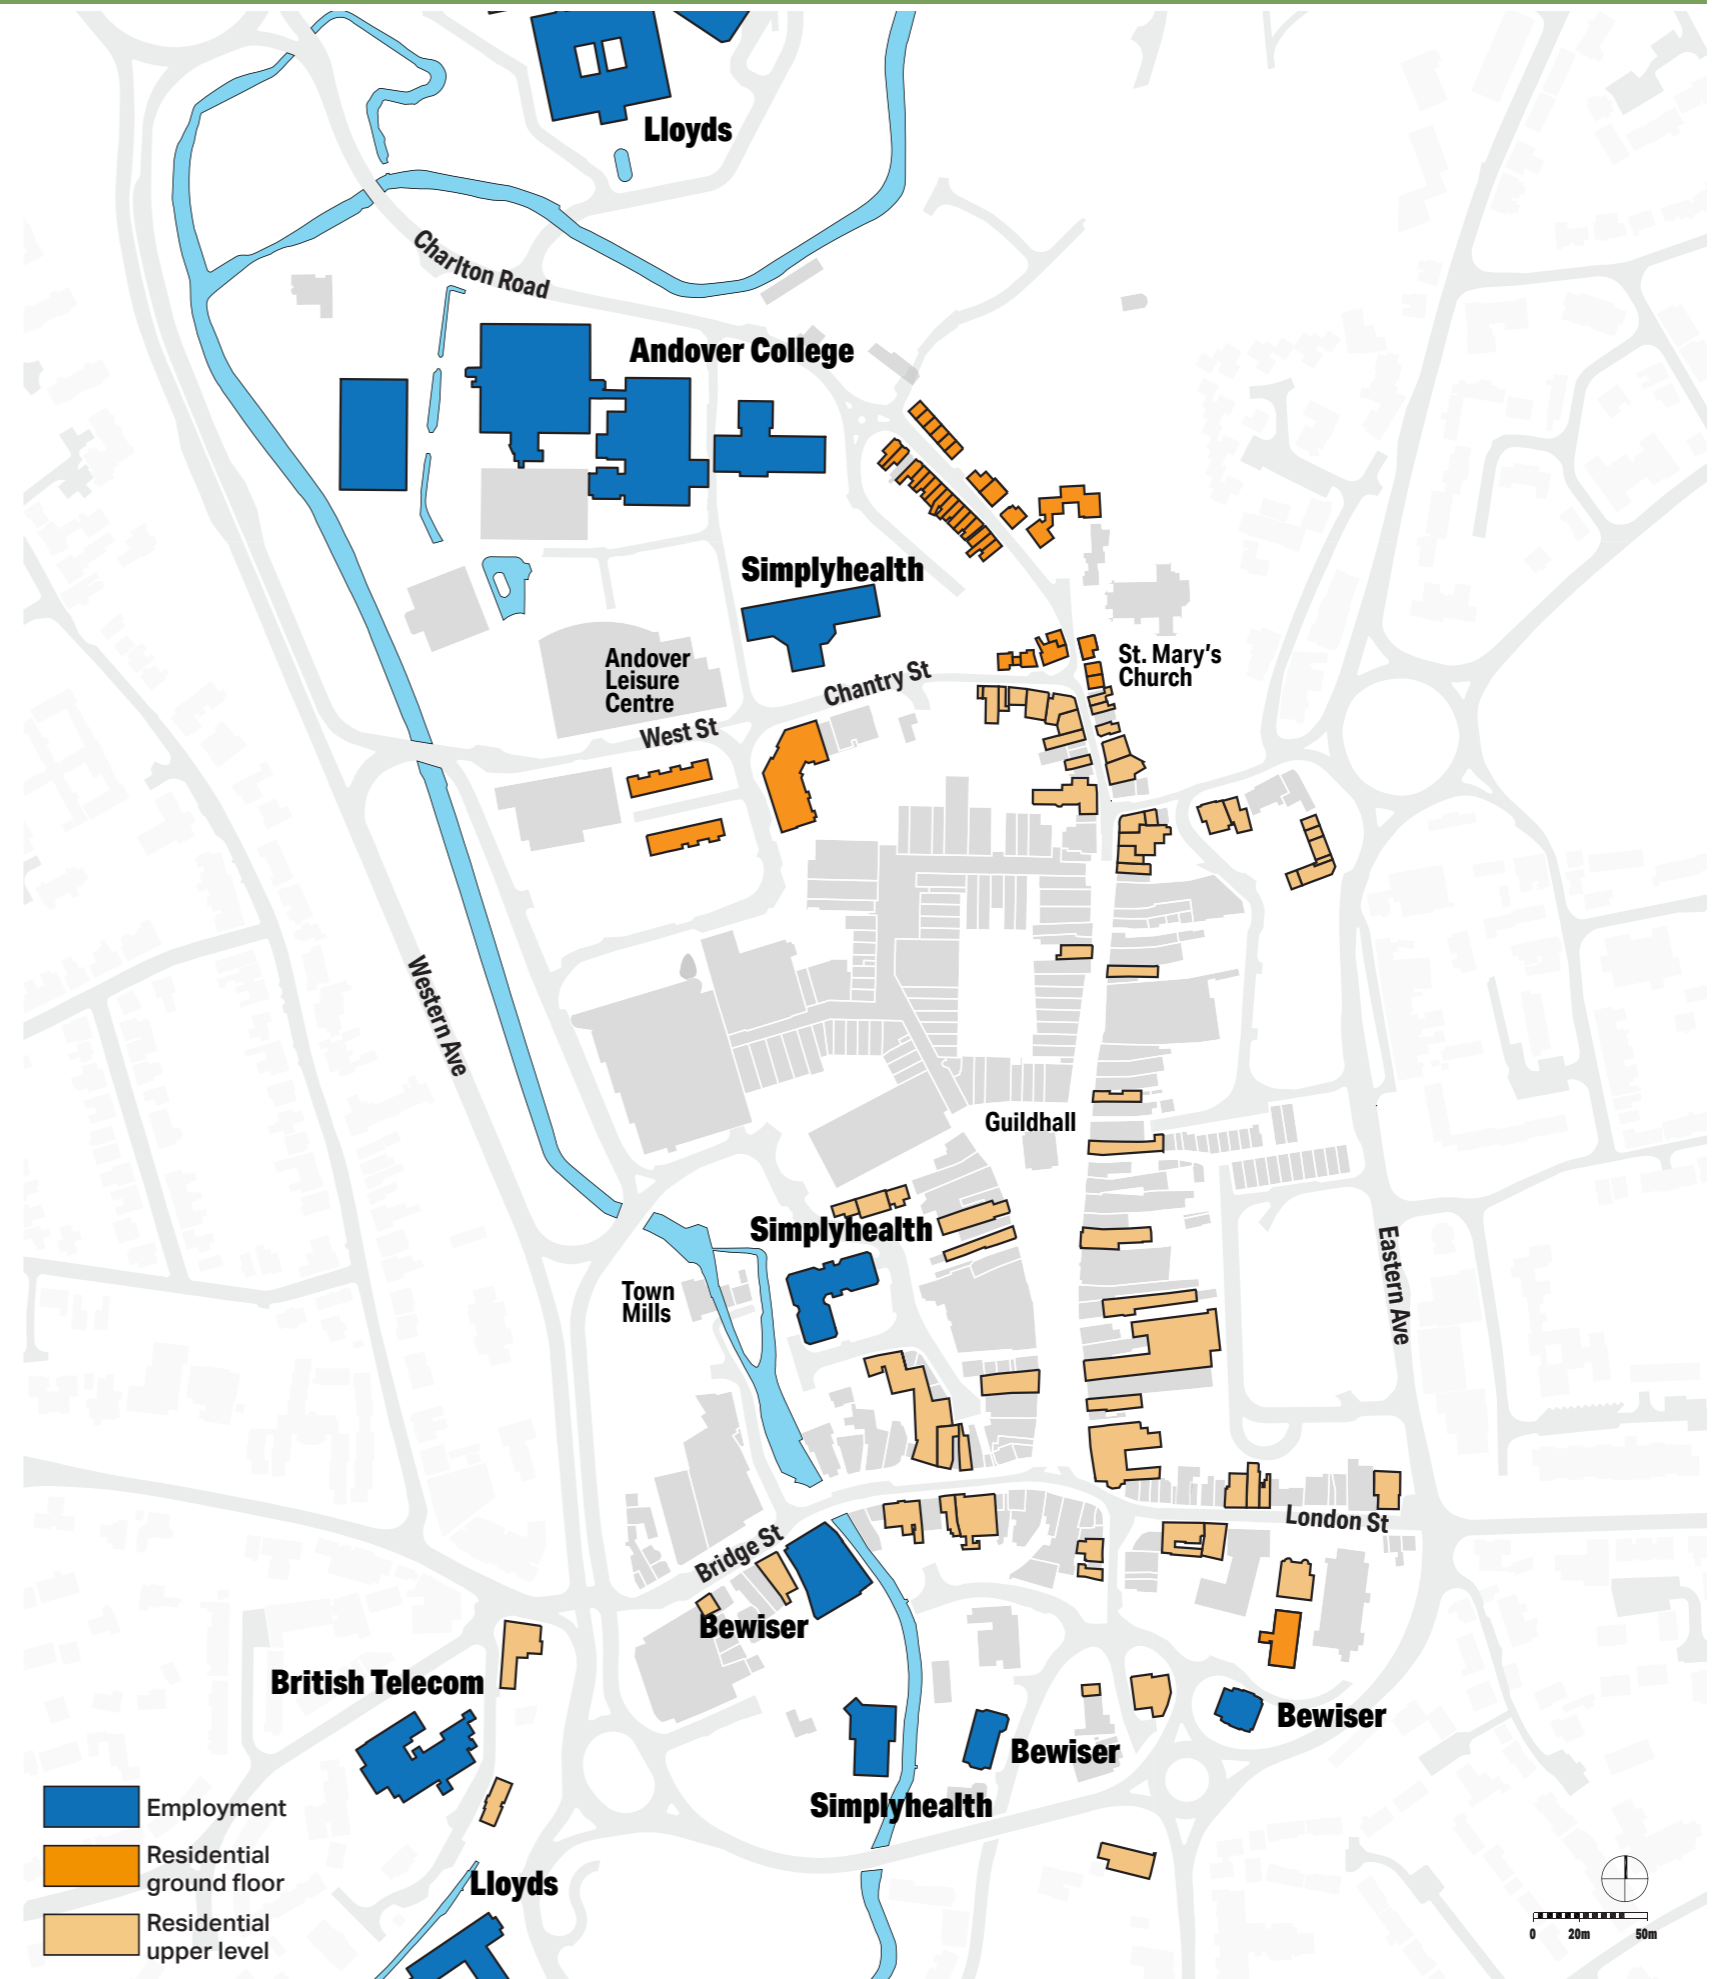 Lloyds
Charlton Road
Andover College
Simplyhealth
Andover
Leisure
Centre
St. Mary's
Church
Chantry St
West St
Western Ave
Guildhall
Simplyhealth
Town
Mills
Eastern Ave
London St
Bridge St
Bewiser
British Telecom
Bewiser
Bewiser
Simplyhealth
Lloyds
Employment
Residential
ground floor
Residential
upper level
0 20m 50m